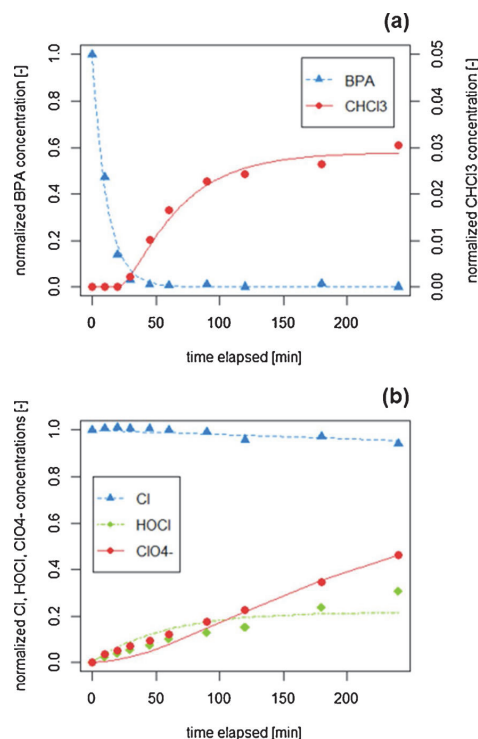 (a)
normalized BPA concentration [-]
1.0
0.8
0.6
0.4
0.2
0.0
BPA
CHCl3
0.05
0.04
0.03
0.02
0.01
0.00
normalized CHCl3 concentration [-]
0 50 100 150 200
time elapsed [min]
(b)
normalized Cl, HOCl, ClO4- concentrations [-]
1.0
0.8
0.6
0.4
0.2
0.0
Cl
HOCl
ClO4-
0 50 100 150 200
time elapsed [min]